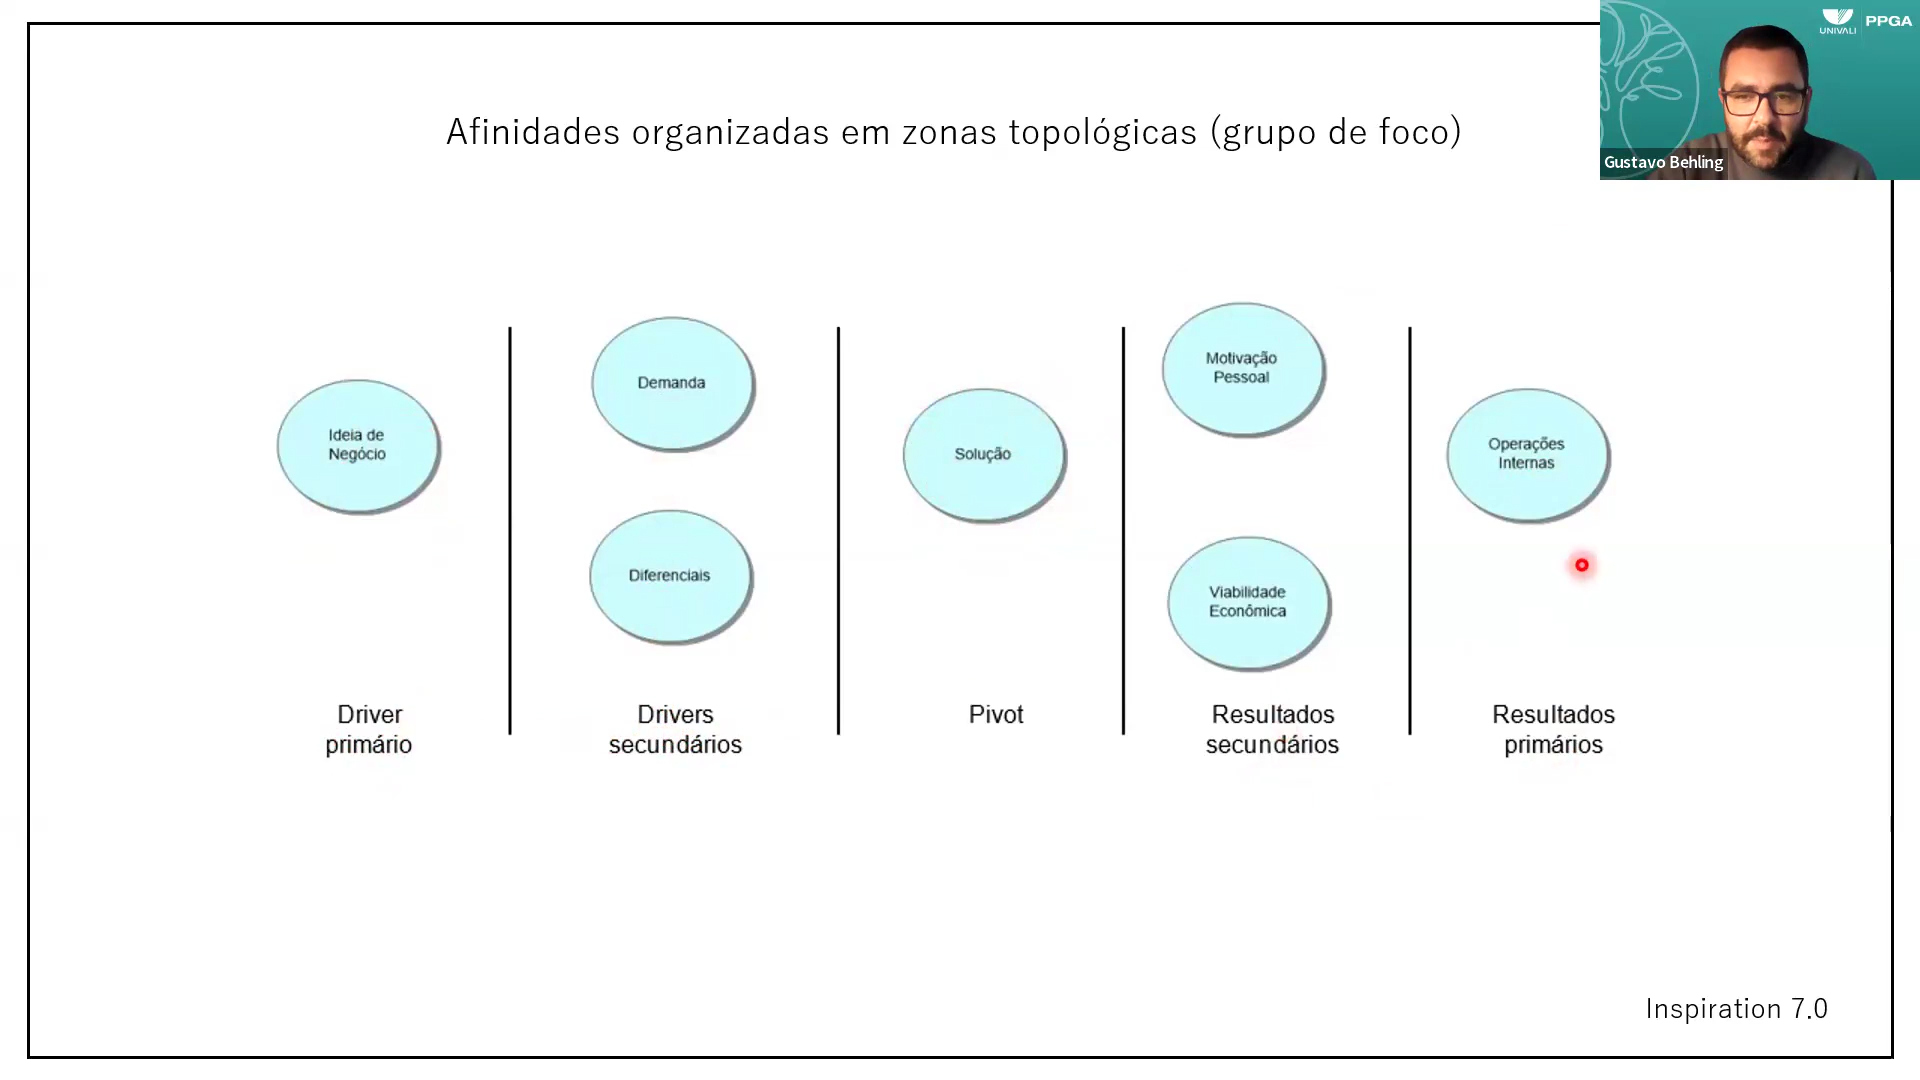 UNIVALI
PPGA
Gustavo Behling
Afinidades organizadas em zonas topológicas (grupo de foco)
Ideia de
Negócio
Demanda
Diferenciais
Solução
Motivação
Pessoal
Viabilidade
Econômica
Operações
Internas
Driver
primário
Drivers
secundários
Pivot
Resultados
secundários
Resultados
primários
Inspiration 7.0